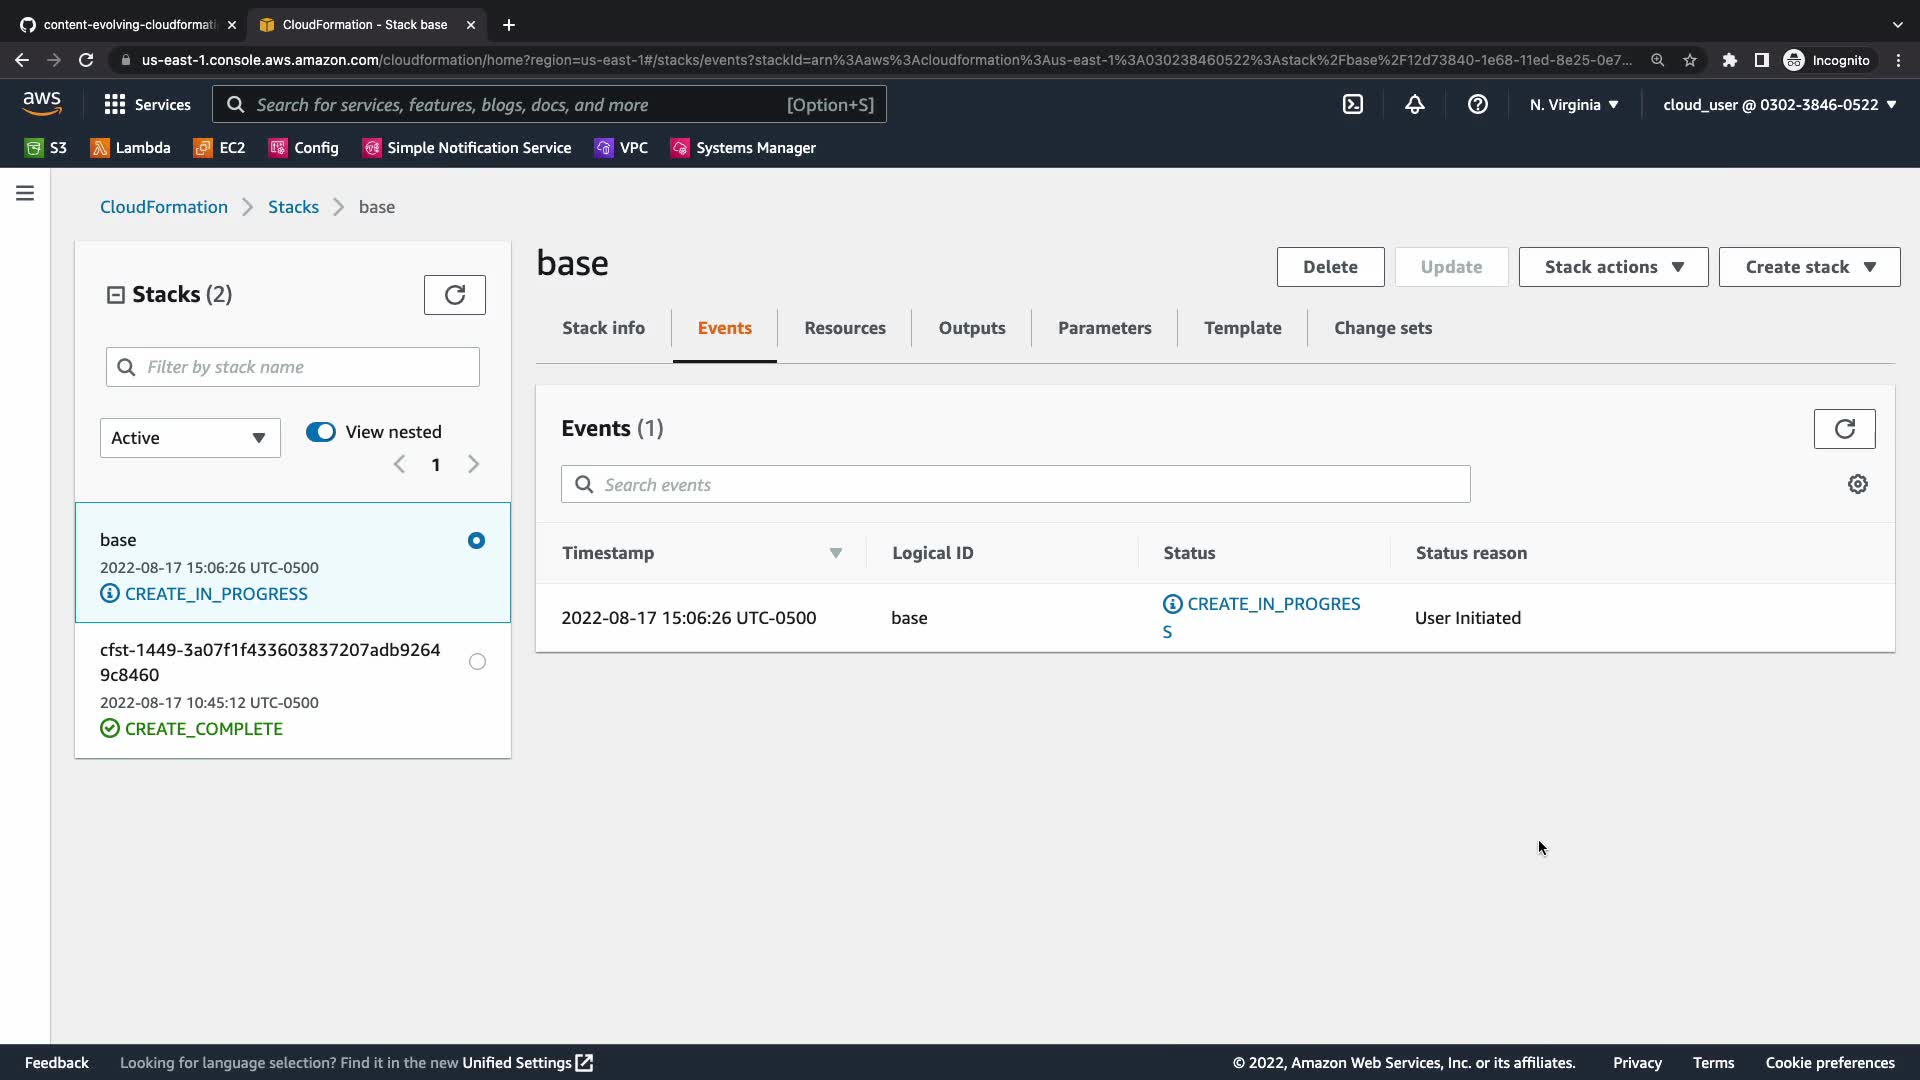 content-evolving-cloudformati
CloudFormation - Stack base
us-east-1.console.aws.amazon.com/cloudformation/home?region=us-east-1#/stacks/events?stackId=arn%3Aaws%3Acloudformation%3Aus-east-1%3A030238460522%3Astack%2Fbase%2F12d73840-1e68-11ed-8e25-0e7...
Incognito
aws
Services
Search for services, features, blogs, docs, and more
[Option+S]
N. Virginia
cloud_user @ 0302-3846-0522
S3
Lambda
EC2
Config
Simple Notification Service
VPC
Systems Manager
CloudFormation
Stacks
base
Stacks (2)
Filter by stack name
Active
View nested
1
base
2022-08-17 15:06:26 UTC-0500
CREATE_IN_PROGRESS
cfst-1449-3a07f1f433603837207adb9264
9c8460
2022-08-17 10:45:12 UTC-0500
CREATE_COMPLETE
base
Delete
Update
Stack actions
Create stack
Stack info
Events
Resources
Outputs
Parameters
Template
Change sets
Events (1)
Search events
Timestamp
Logical ID
Status
Status reason
2022-08-17 15:06:26 UTC-0500
base
CREATE_IN_PROGRES
S
User Initiated
Feedback
Looking for language selection? Find it in the new Unified Settings
© 2022, Amazon Web Services, Inc. or its affiliates.
Privacy
Terms
Cookie preferences